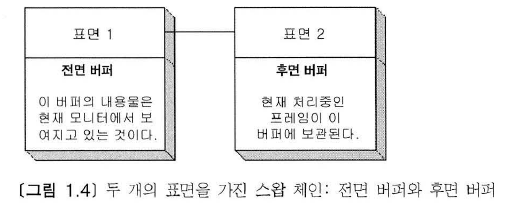 표면 1
표면 2
전면 버퍼
이 버퍼의 내용물은
현재 모니터에서 보
여지고 있는 것이다.
후면 버퍼
현재 처리중인
프레임이 이
버퍼에 보관된다.
[그림 1.4] 두 개의 표면을 가진 스왑 체인: 전면 버퍼와 후면 버퍼